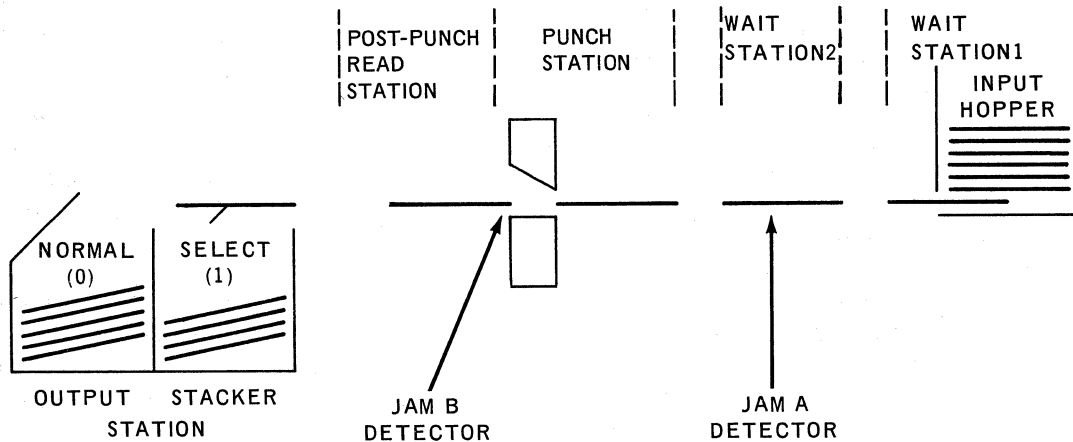 POST-PUNCH
READ
STATION
PUNCH
STATION
WAIT
STATION2
WAIT
STATION1
INPUT
HOPPER
NORMAL
(0)
SELECT
(1)
OUTPUT STACKER
STATION
JAM B
DETECTOR
JAM A
DETECTOR